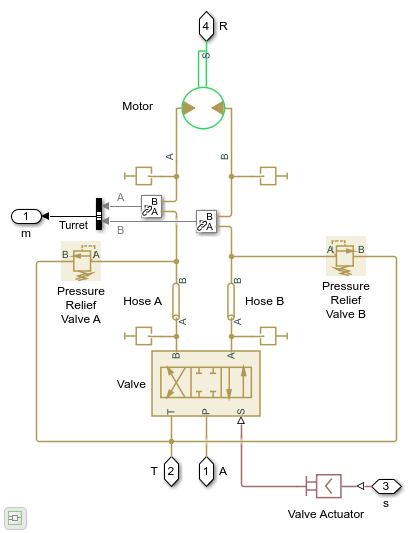 4 R
S
Motor
A B
A
B
A
B
A
1
Turret
m
B
B A
A B
Pressure
Relief
Valve A
Pressure
Relief
Valve B
B B
Hose A Hose B
A A
B A
Valve
T P S
T 2 1 A
3
Valve Actuator s